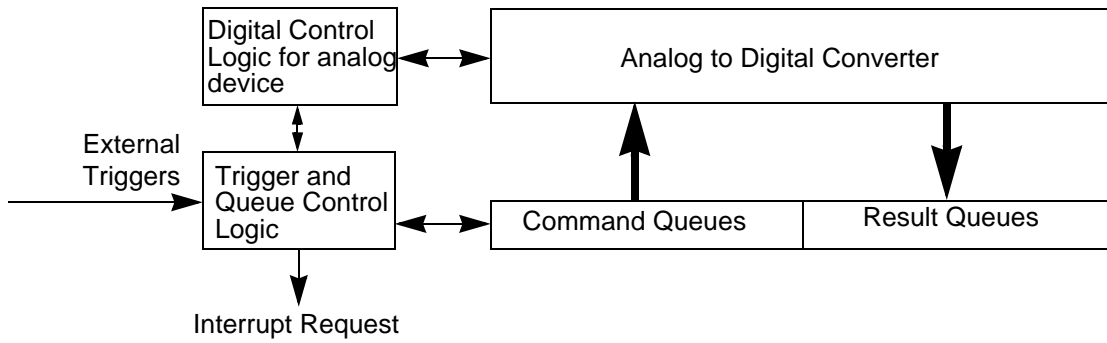 Digital Control
Logic for analog
device
Analog to Digital Converter
External
Triggers
Trigger and
Queue Control
Logic
Command Queues
Result Queues
Interrupt Request